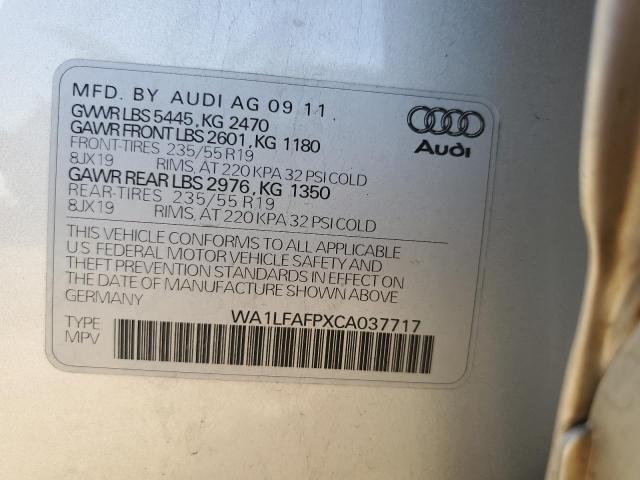 MFD. BY AUDI AG 09 11
GVWR LBS 5445, KG 2470
GAWR FRONT LBS 2601, KG 1180
FRONT-TIRES 235/55 R19
8JX19 RIMS, AT 220 KPA 32 PSI COLD
GAWR REAR LBS 2976, KG 1350
REAR-TIRES 235/55 R19
8JX19 RIMS, AT 220 KPA 32 PSI COLD
Audi
THIS VEHICLE CONFORMS TO ALL APPLICABLE
U.S FEDERAL MOTOR VEHICLE SAFETY AND
THEFT PREVENTION STANDARDS IN EFFECT ON
THE DATE OF MANUFACTURE SHOWN ABOVE
GERMANY
WA1LFAFPXCA037717
TYPE
MPV